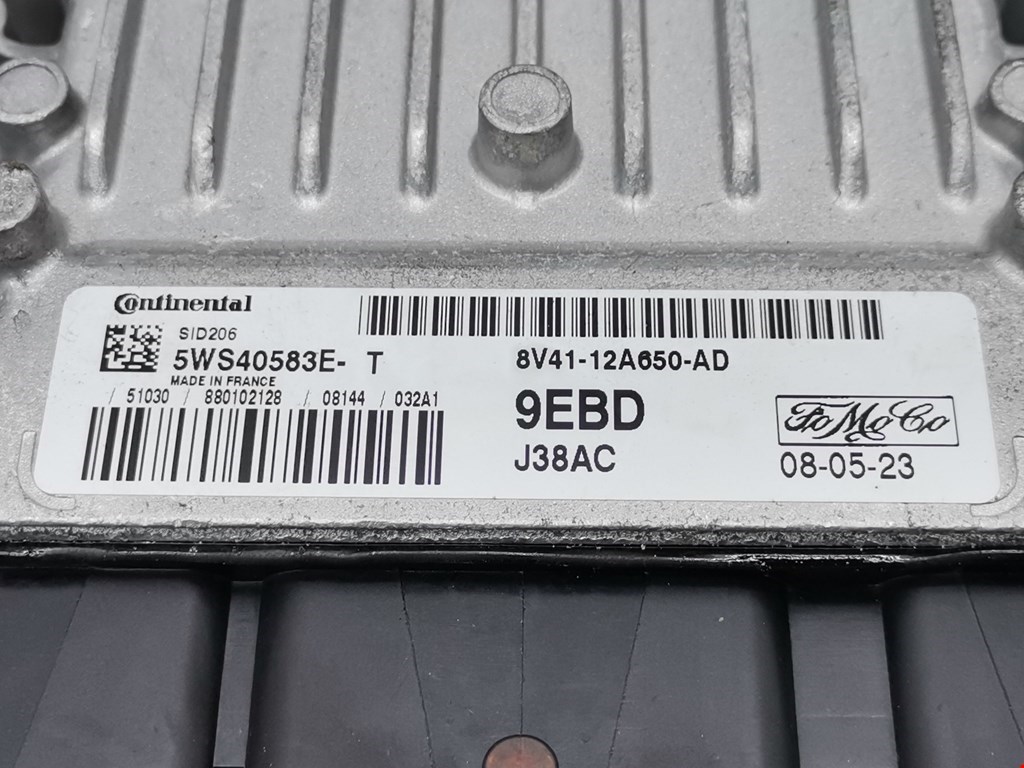 Continental
SID206
5WS40583E- T
MADE IN FRANCE
/ 51030 / 880102128 / 08144 / 032A1
8V41-12A650-AD
9EBD
J38AC
FoMoCo
08-05-23